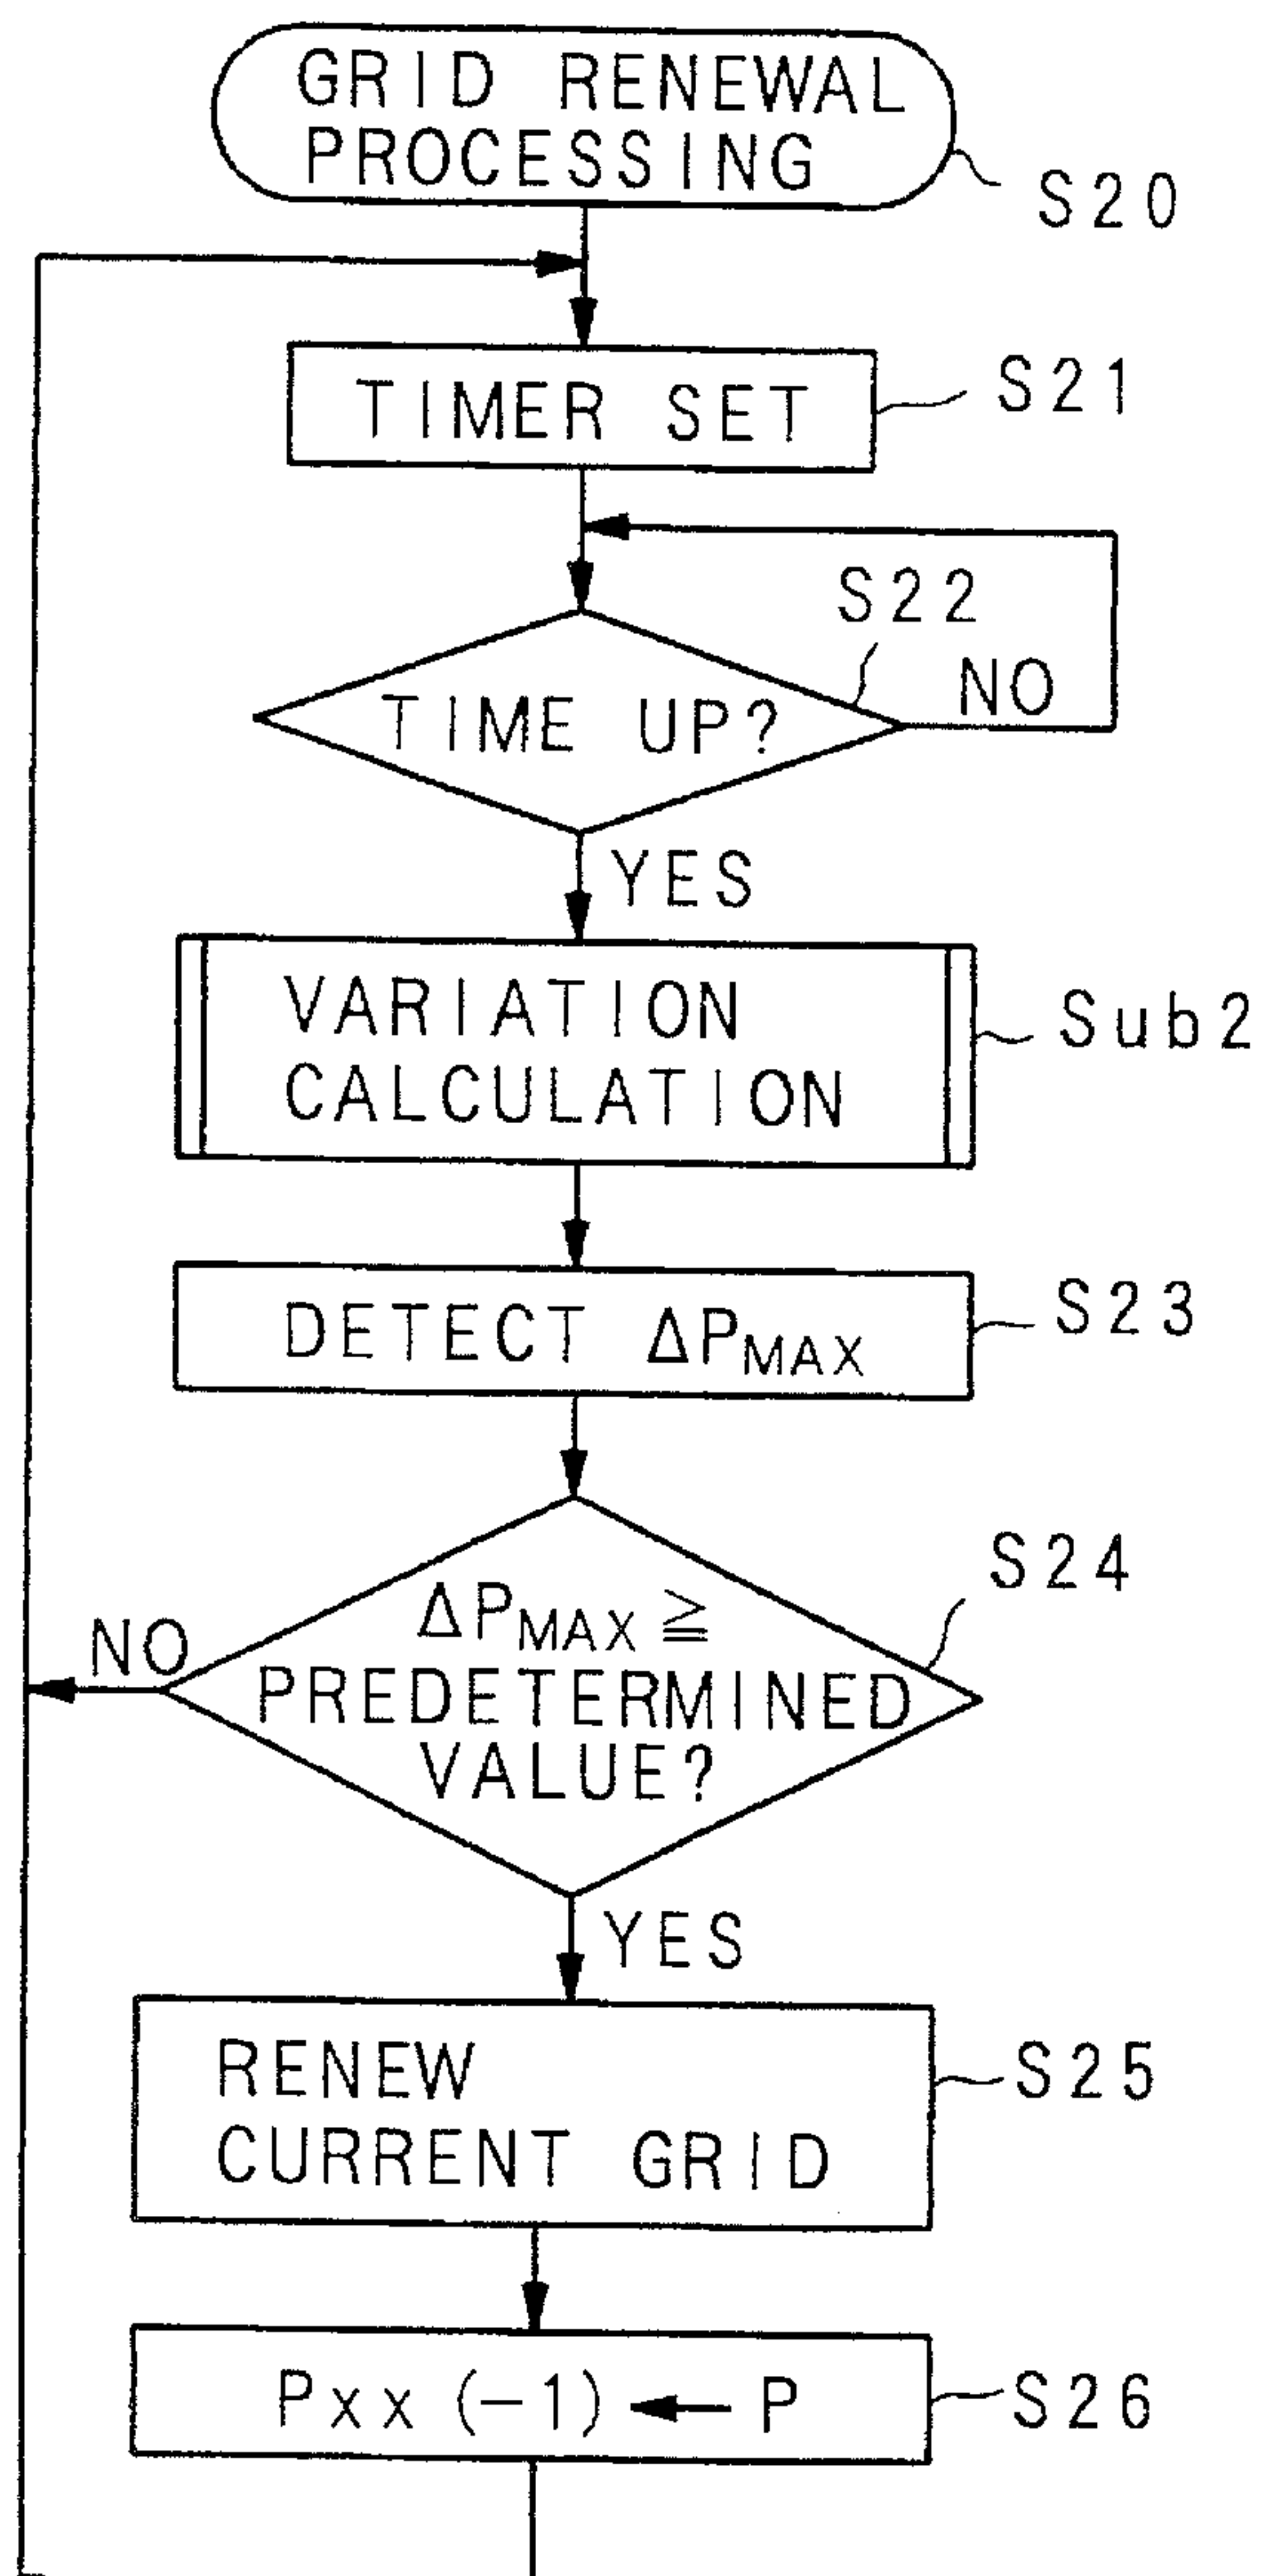 GRID RENEWAL
PROCESSING
S20
TIMER SET
S21
S22
TIME UP?
NO
YES
VARIATION
CALCULATION
Sub2
DETECT ΔPMAX
S23
S24
ΔPMAX ≧
PREDETERMINED
VALUE?
NO
YES
RENEW
CURRENT GRID
S25
Pxx (-1) ← P
S26